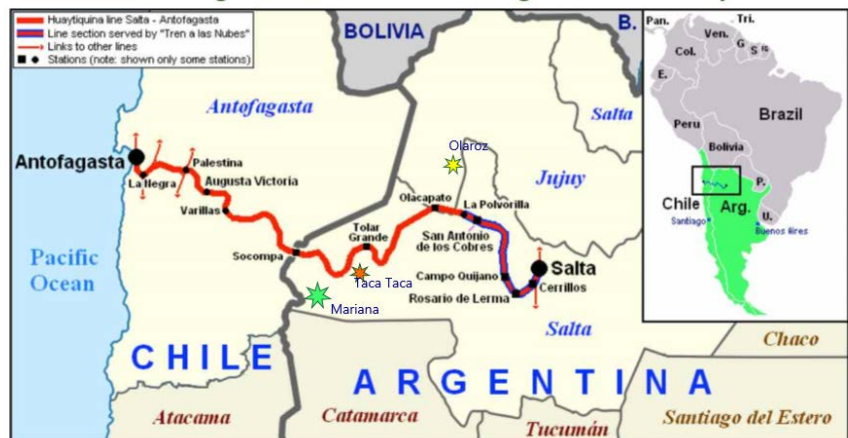 Huaytiquina line Salta - Antofagasta
Line section served by "Tren a las Nubes"
Links to other lines
Stations (note: shown only some stations)
BOLIVIA
B.
Antofagasta
Salta
Olaroz
Jujuy
Antofagasta
La Negra
Palestina
Augusta Victoria
Varillas
Socompa
Tolar
Grande
Olacapato
La Polvorilla
San Antonio
de los Cobres
Campo Quijano
Rosario de Lerma
Cerrillos
Salta
Taca Taca
Mariana
Pacific
Ocean
Salta
CHILE
ARGENTINA
Chaco
Atacama
Catamarca
Tucumán
Santiago del Estero
Pan.
Tri.
Ven.
G
S
Col.
E.
Brazil
Peru
Bolivia
P.
Chile
Arg.
U.
Santiago
Buenos Aires